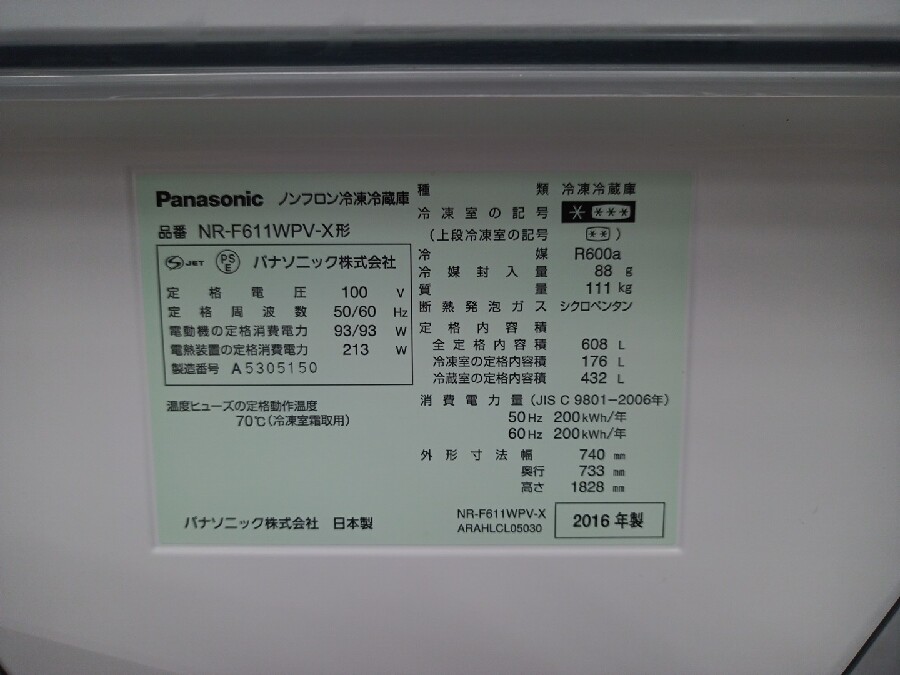 Panasonic ノンフロン冷凍冷蔵庫
品番 NR-F611WPV-X形
S JET PSE パナソニック株式会社
定格電圧 100 V
定格周波数 50/60 Hz
電動機の定格消費電力 93/93 W
電熱装置の定格消費電力 213 W
製造番号 A5305150
温度ヒューズの定格動作温度
70℃(冷凍室霜取用)
パナソニック株式会社 日本製
種類 冷凍冷蔵庫
冷凍室の記号 * ***
(上段冷凍室の記号 ** )
冷媒 R600a
冷媒封入量 88 g
質量 111 kg
断熱発泡ガス シクロペンタン
定格内容積
全定格内容積 608 L
冷凍室の定格内容積 176 L
冷蔵室の定格内容積 432 L
消費電力量(JIS C 9801-2006年)
50Hz 200kWh/年
60Hz 200kWh/年
外形寸法幅 740 mm
奥行 733 mm
高さ 1828 mm
NR-F611WPV-X
ARAHLCL05030
2016年製